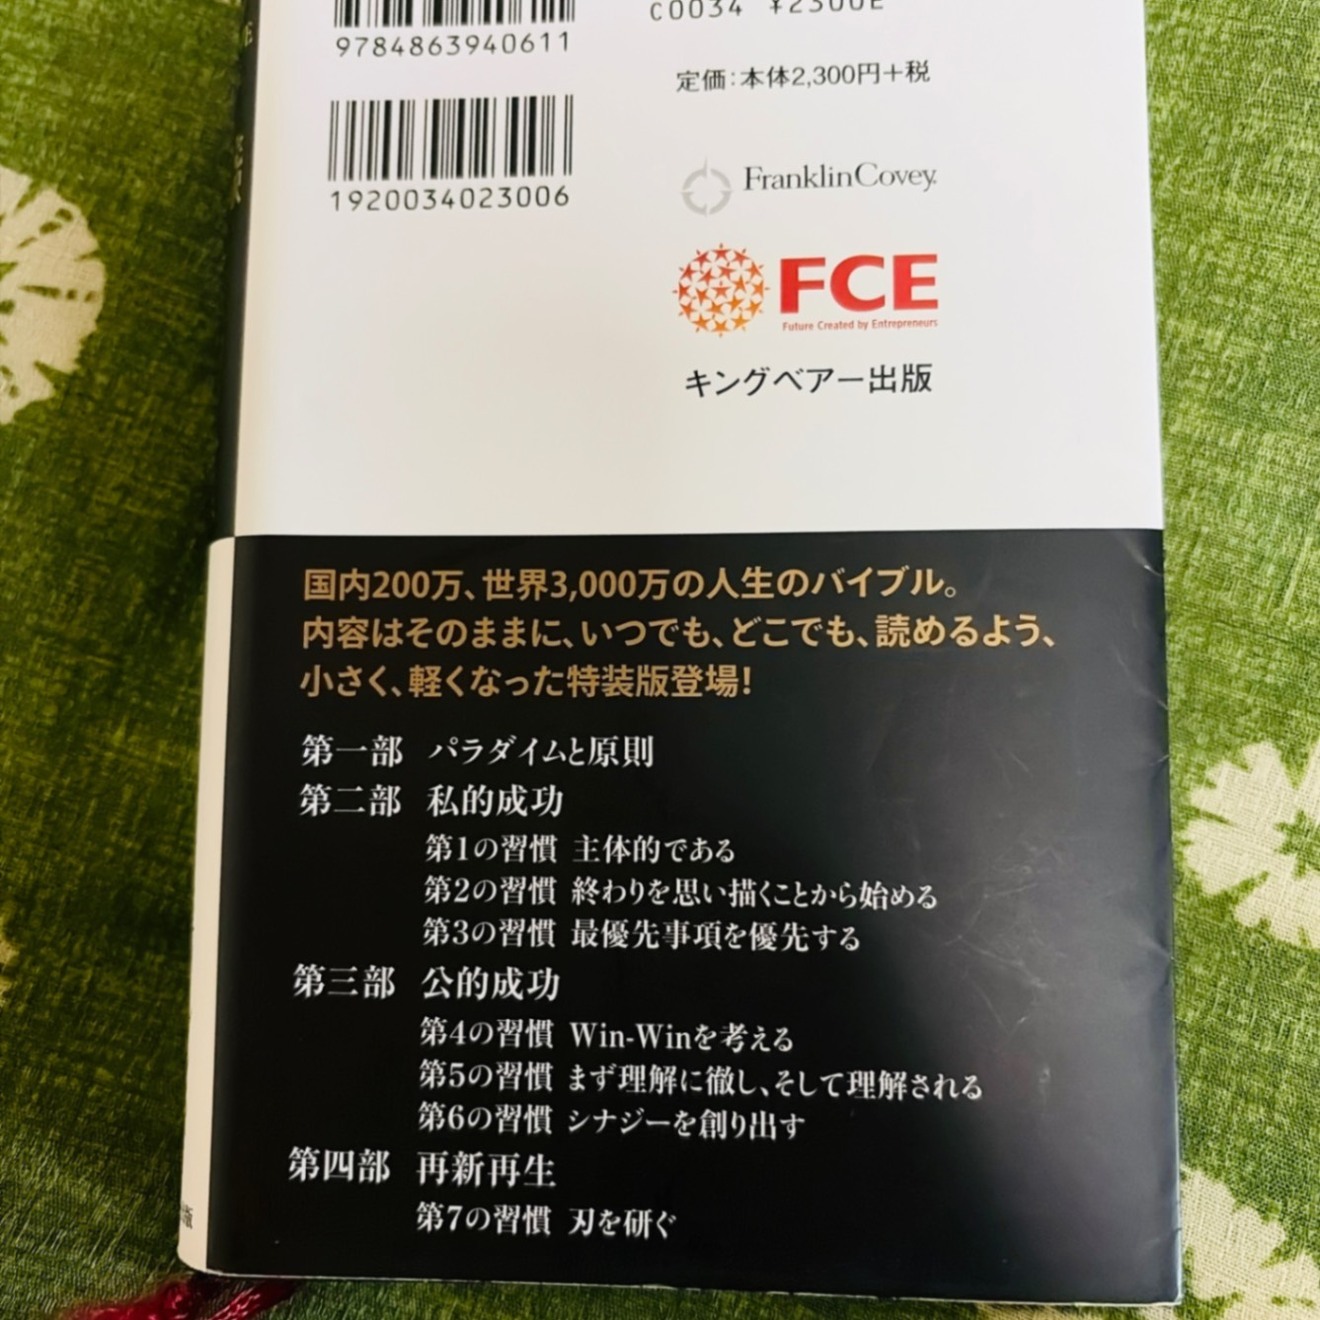 9784863940611
C0034 ¥2300E
定価：本体2,300円＋税
1920034023006
FranklinCovey
FCE
Future Created by Entrepreneurs
キングベアー出版
国内200万、世界3,000万の人生のバイブル。
内容はそのままに、いつでも、どこでも、読めるよう、
小さく、軽くなった特装版登場！
第一部 パラダイムと原則
第二部 私的成功
第1の習慣 主体的である
第2の習慣 終わりを思い描くことから始める
第3の習慣 最優先事項を優先する
第三部 公的成功
第4の習慣 Win-Winを考える
第5の習慣 まず理解に徹し、そして理解される
第6の習慣 シナジーを創り出す
第四部 再新再生
第7の習慣 刃を研ぐ